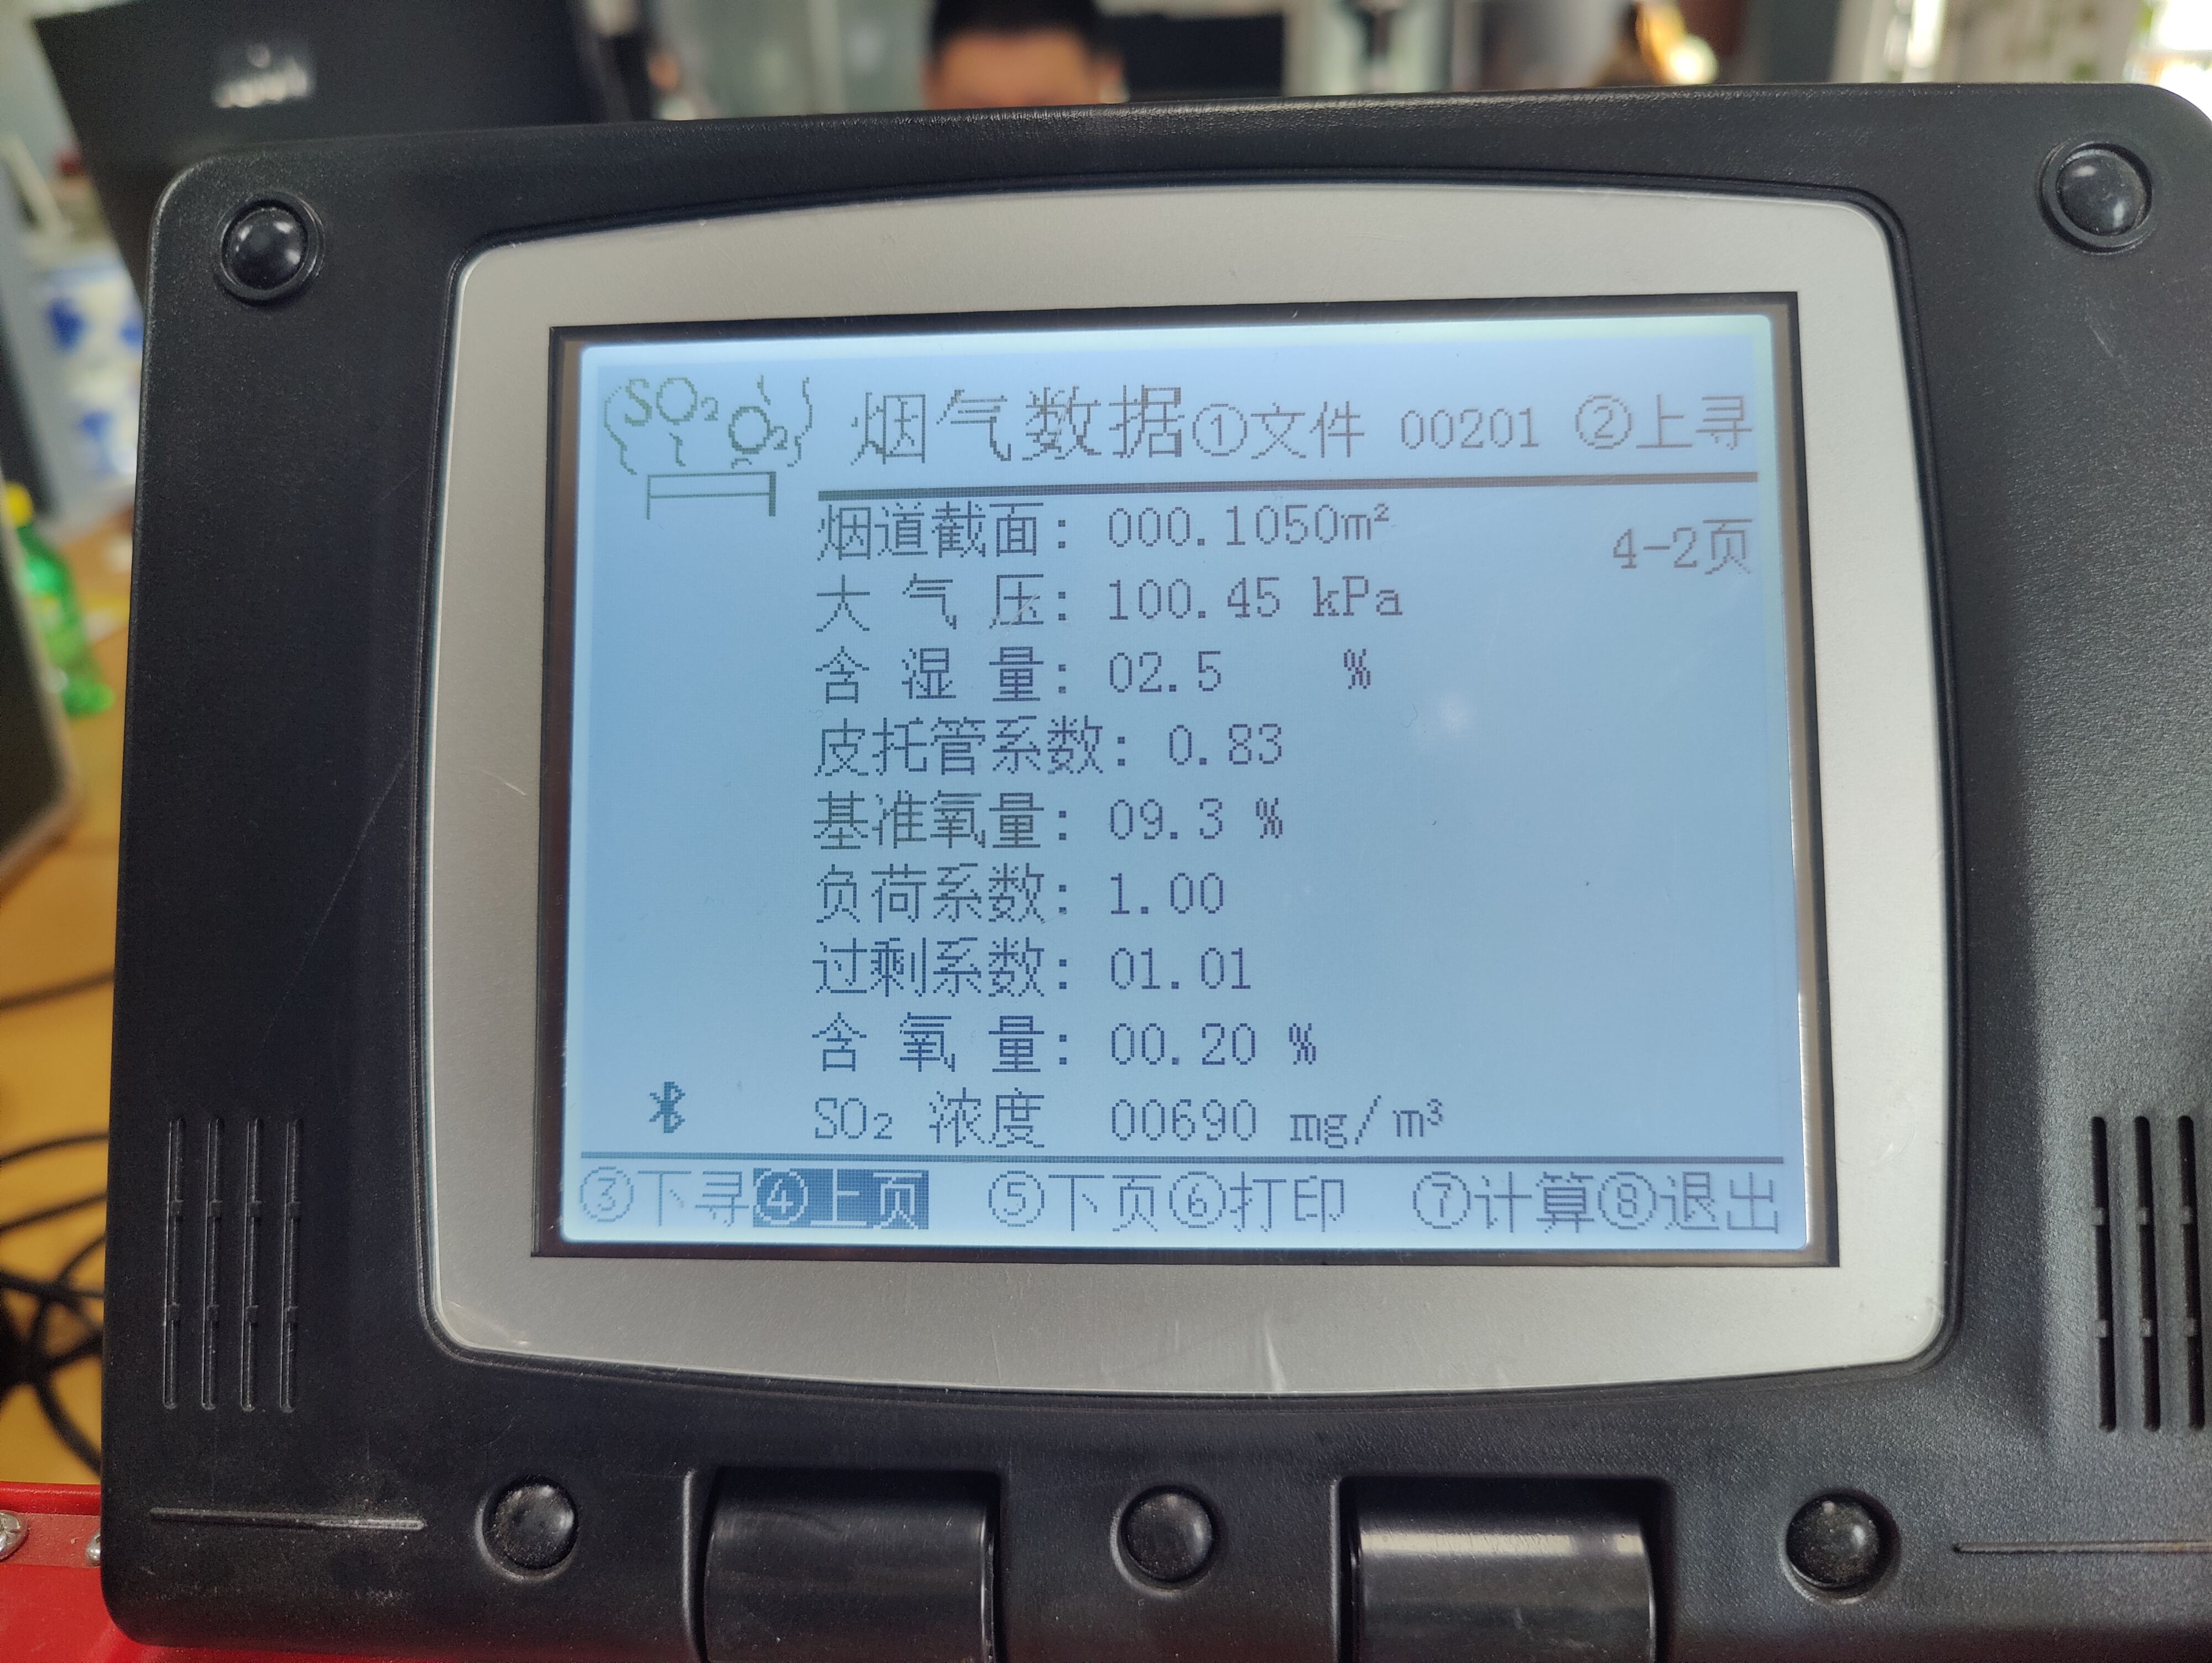 SO₂ O₂
烟气数据①文件 00201 ②上寻
烟道截面: 000.1050m²
4-2页
大 气 压: 100.45 kPa
含 湿 量: 02.5 %
皮托管系数: 0.83
基准氧量: 09.3 %
负荷系数: 1.00
过剩系数: 01.01
含 氧 量: 00.20 %
SO₂ 浓度 00690 mg/m³
③下寻④上页 ⑤下页⑥打印 ⑦计算⑧退出